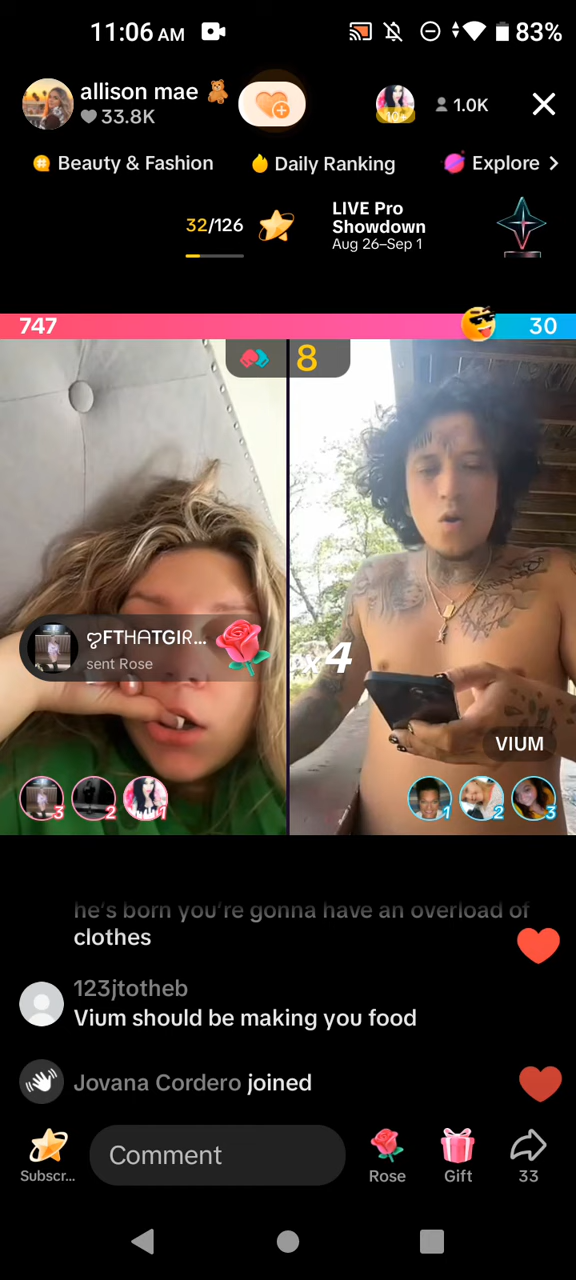 11:06 AM
83%
allison mae
33.8K
10+
1.0K
Beauty & Fashion
Daily Ranking
Explore >
32/126
LIVE Pro
Showdown
Aug 26–Sep 1
747
30
8
ღFTHATGIR...
sent Rose
x4
VIUM
3
2
1
1
2
3
he's born you're gonna have an overload of
clothes
123jtotheb
Vium should be making you food
Jovana Cordero joined
Comment
Subscr...
Rose
Gift
33